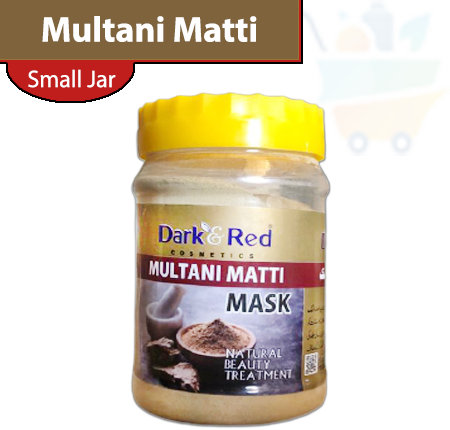 Multani Matti
Small Jar
Dark & Red
COSMETICS
MULTANI MATTI
MASK
NATURAL
BEAUTY
TREATMENT